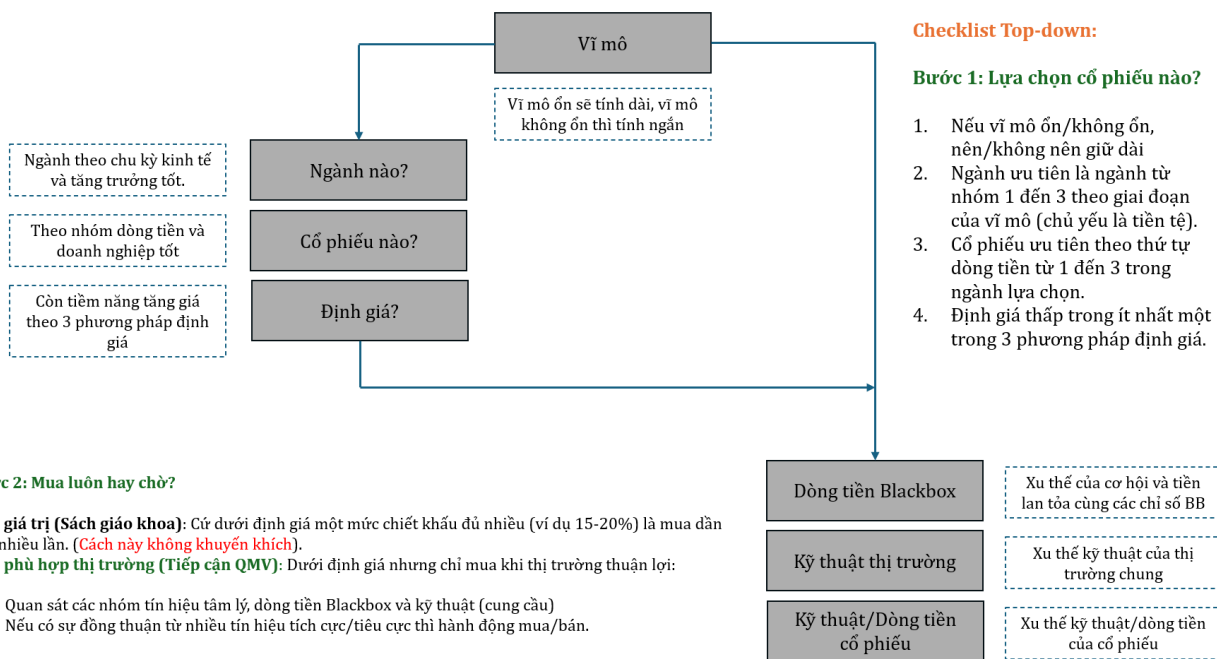 Vĩ mô
Vĩ mô ổn sẽ tính dài, vĩ mô
không ổn thì tính ngắn
Ngành theo chu kỳ kinh tế
và tăng trưởng tốt.
Ngành nào?
Theo nhóm dòng tiền và
doanh nghiệp tốt
Cổ phiếu nào?
Còn tiềm năng tăng giá
theo 3 phương pháp định
giá
Định giá?
Checklist Top-down:
Bước 1: Lựa chọn cổ phiếu nào?
1. Nếu vĩ mô ổn/không ổn,
nên/không nên giữ dài
2. Ngành ưu tiên là ngành từ
nhóm 1 đến 3 theo giai đoạn
của vĩ mô (chủ yếu là tiền tệ).
3. Cổ phiếu ưu tiên theo thứ tự
dòng tiền từ 1 đến 3 trong
ngành lựa chọn.
4. Định giá thấp trong ít nhất một
trong 3 phương pháp định giá.
2: Mua luôn hay chờ?
giá trị (Sách giáo khoa): Cứ dưới định giá một mức chiết khấu đủ nhiều (ví dụ 15-20%) là mua dần
nhiều lần. (Cách này không khuyến khích).
phù hợp thị trường (Tiếp cận QMV): Dưới định giá nhưng chỉ mua khi thị trường thuận lợi:
Quan sát các nhóm tín hiệu tâm lý, dòng tiền Blackbox và kỹ thuật (cung cầu)
Nếu có sự đồng thuận từ nhiều tín hiệu tích cực/tiêu cực thì hành động mua/bán.
Dòng tiền Blackbox
Xu thế của cơ hội và tiền
lan tỏa cùng các chỉ số BB
Kỹ thuật thị trường
Xu thế kỹ thuật của thị
trường chung
Kỹ thuật/Dòng tiền
cổ phiếu
Xu thế kỹ thuật/dòng tiền
của cổ phiếu